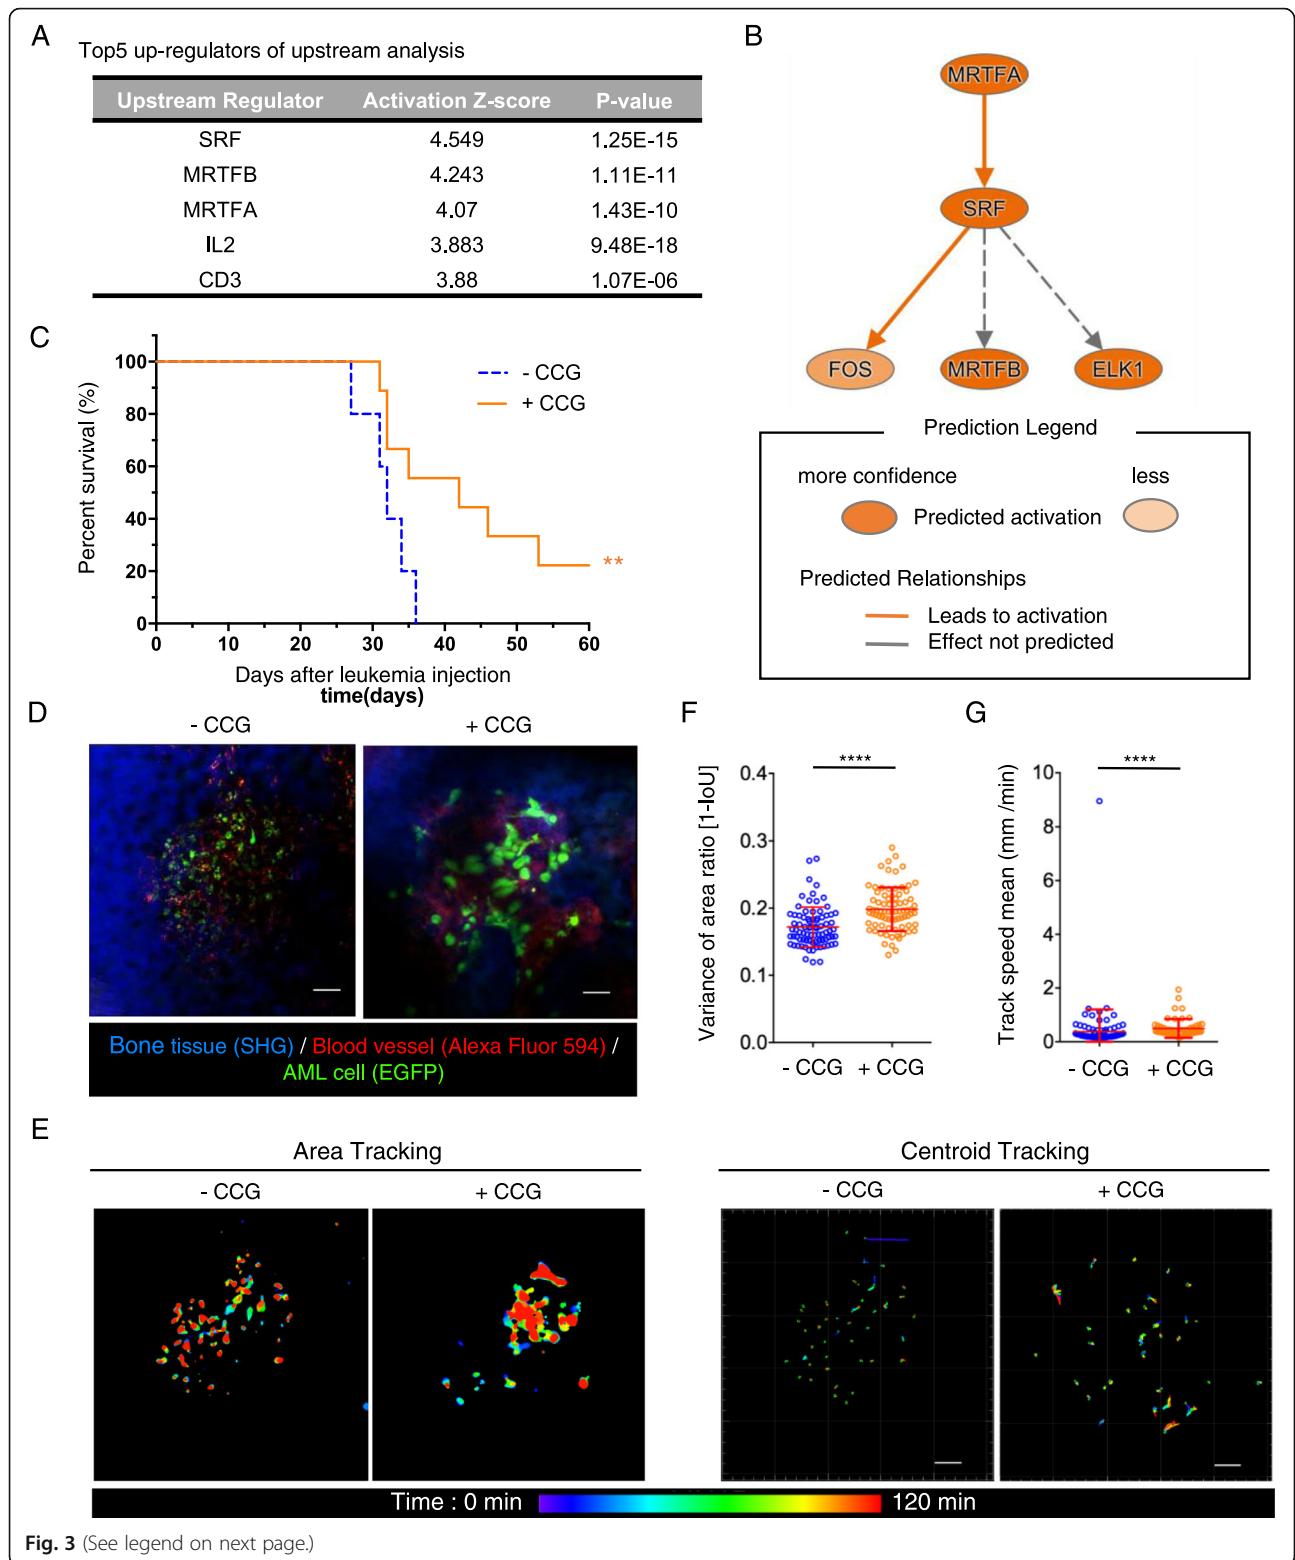 A
Top5 up-regulators of upstream analysis
Upstream Regulator Activation Z-score P-value
SRF 4.549 1.25E-15
MRTFB 4.243 1.11E-11
MRTFA 4.07 1.43E-10
IL2 3.883 9.48E-18
CD3 3.88 1.07E-06
B
MRTFA
SRF
FOS MRTFB ELK1
Prediction Legend
more confidence less
Predicted activation
Predicted Relationships
Leads to activation
Effect not predicted
C
Percent survival (%)
100
80
60
40
20
0
0 10 20 30 40 50 60
- CCG
+ CCG
**
Days after leukemia injection
time(days)
D
- CCG + CCG
Bone tissue (SHG) / Blood vessel (Alexa Fluor 594) /
AML cell (EGFP)
F
Variance of area ratio [1-IoU]
0.4
0.3
0.2
0.1
0.0
****
- CCG + CCG
G
Track speed mean (mm /min)
10
8
6
4
2
0
****
- CCG + CCG
E
Area Tracking
- CCG + CCG
Centroid Tracking
- CCG + CCG
Time : 0 min 120 min
Fig. 3 (See legend on next page.)